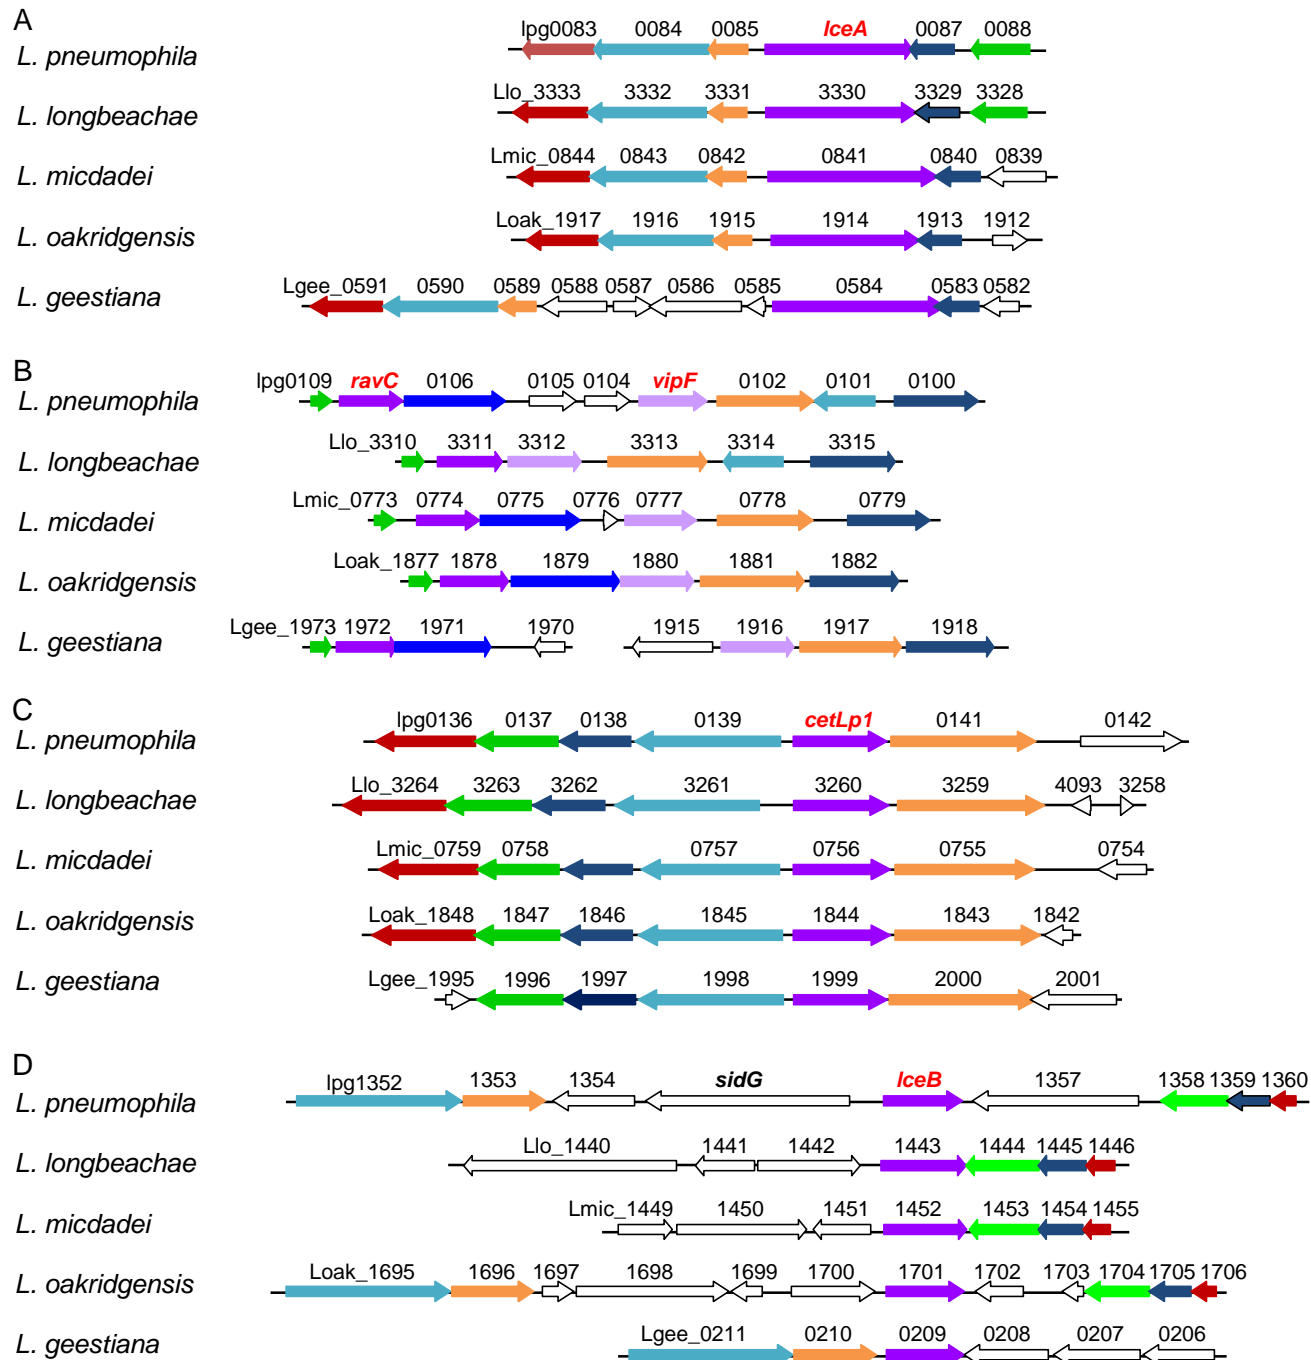 A
lpg0083 0084 0085 lceA 0087 0088
L. pneumophila
Llo_3333 3332 3331 3330 3329 3328
L. longbeachae
Lmic_0844 0843 0842 0841 0840 0839
L. micdadei
Loak_1917 1916 1915 1914 1913 1912
L. oakridgensis
Lgee_0591 0590 0589 0588 0587 0586 0585 0584 0583 0582
L. geestiana
B
lpg0109 ravC 0106 0105 0104 vipF 0102 0101 0100
L. pneumophila
Llo_3310 3311 3312 3313 3314 3315
L. longbeachae
Lmic_0773 0774 0775 0776 0777 0778 0779
L. micdadei
Loak_1877 1878 1879 1880 1881 1882
L. oakridgensis
Lgee_1973 1972 1971 1970 1915 1916 1917 1918
L. geestiana
C
lpg0136 0137 0138 0139 cetLp1 0141 0142
L. pneumophila
Llo_3264 3263 3262 3261 3260 3259 4093 3258
L. longbeachae
Lmic_0759 0758 0757 0756 0755 0754
L. micdadei
Loak_1848 1847 1846 1845 1844 1843 1842
L. oakridgensis
Lgee_1995 1996 1997 1998 1999 2000 2001
L. geestiana
D
lpg1352 1353 1354 sidG lceB 1357 1358 1359 1360
L. pneumophila
Llo_1440 1441 1442 1443 1444 1445 1446
L. longbeachae
Lmic_1449 1450 1451 1452 1453 1454 1455
L. micdadei
Loak_1695 1696 1697 1698 1699 1700 1701 1702 1703 1704 1705 1706
L. oakridgensis
Lgee_0211 0210 0209 0208 0207 0206
L. geestiana